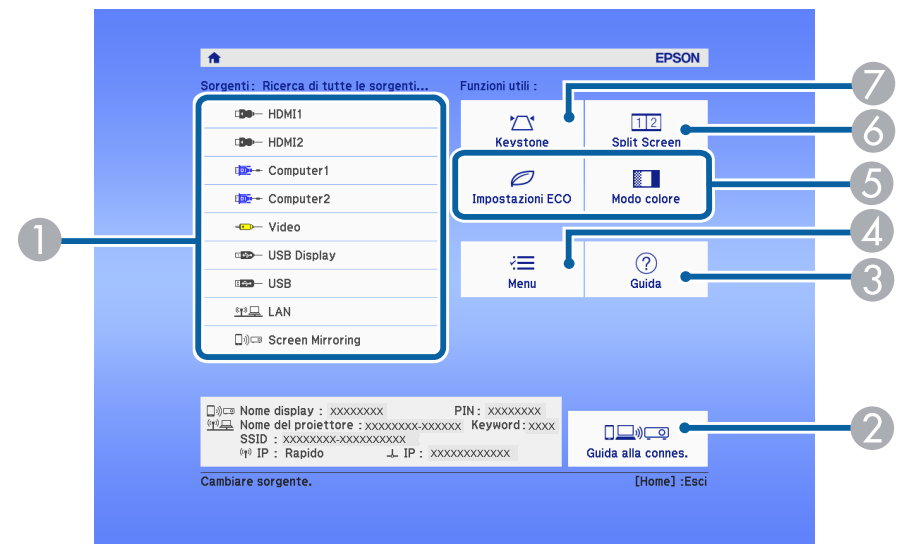 EPSON
Sorgenti : Ricerca di tutte le sorgenti...
Funzioni utili :
HDMI1
HDMI2
Computer1
Computer2
Video
USB Display
USB
LAN
Screen Mirroring
Keystone
1 2
Split Screen
Impostazioni ECO
Modo colore
Menu
?
Guida
7
6
5
4
3
1
2
Nome display : XXXXXXXX PIN : XXXXXXXX
Nome del proiettore : XXXXXXXX-XXXXXX Keyword : XXXX
SSID : XXXXXXXX-XXXXXXXXXX
IP : Rapido IP : XXXXXXXXXXXX
Guida alla connes.
Cambiare sorgente. [Home] :Esci